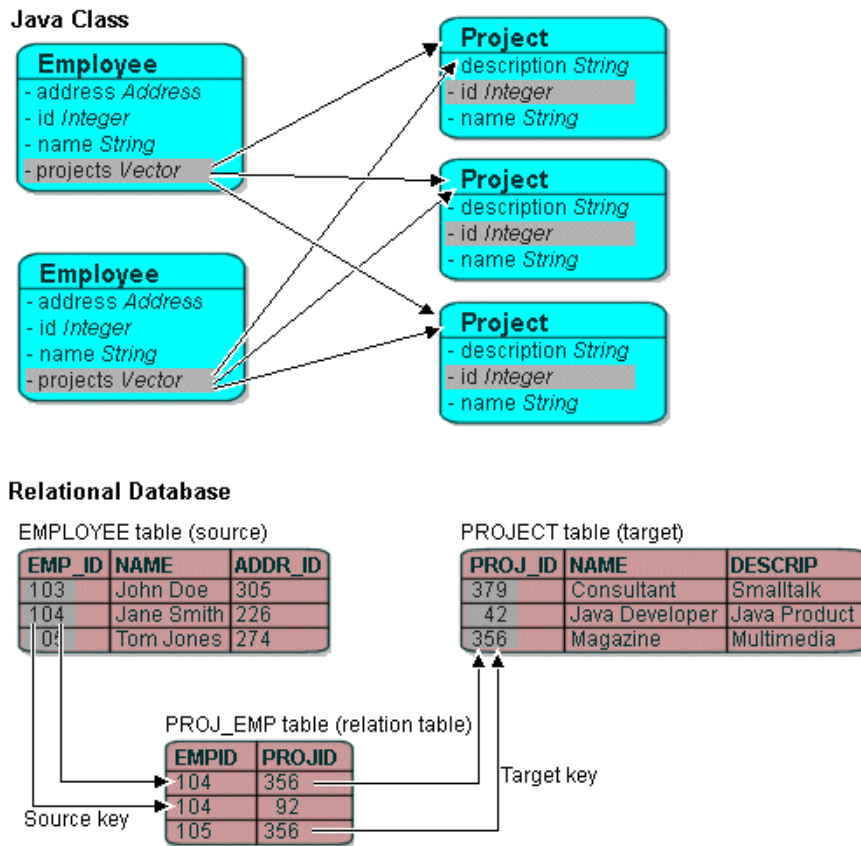 Java Class
Employee
- address Address
- id Integer
- name String
- projects Vector
Employee
- address Address
- id Integer
- name String
- projects Vector
Project
- description String
- id Integer
- name String
Project
- description String
- id Integer
- name String
Project
- description String
- id Integer
- name String
Relational Database
EMPLOYEE table (source)
EMP_ID NAME ADDR_ID
103 John Doe 305
104 Jane Smith 226
105 Tom Jones 274
PROJECT table (target)
PROJ_ID NAME DESCRIP
379 Consultant Smalltalk
42 Java Developer Java Product
356 Magazine Multimedia
PROJ_EMP table (relation table)
EMPID PROJID
104 356
104 92
105 356
Source key
Target key